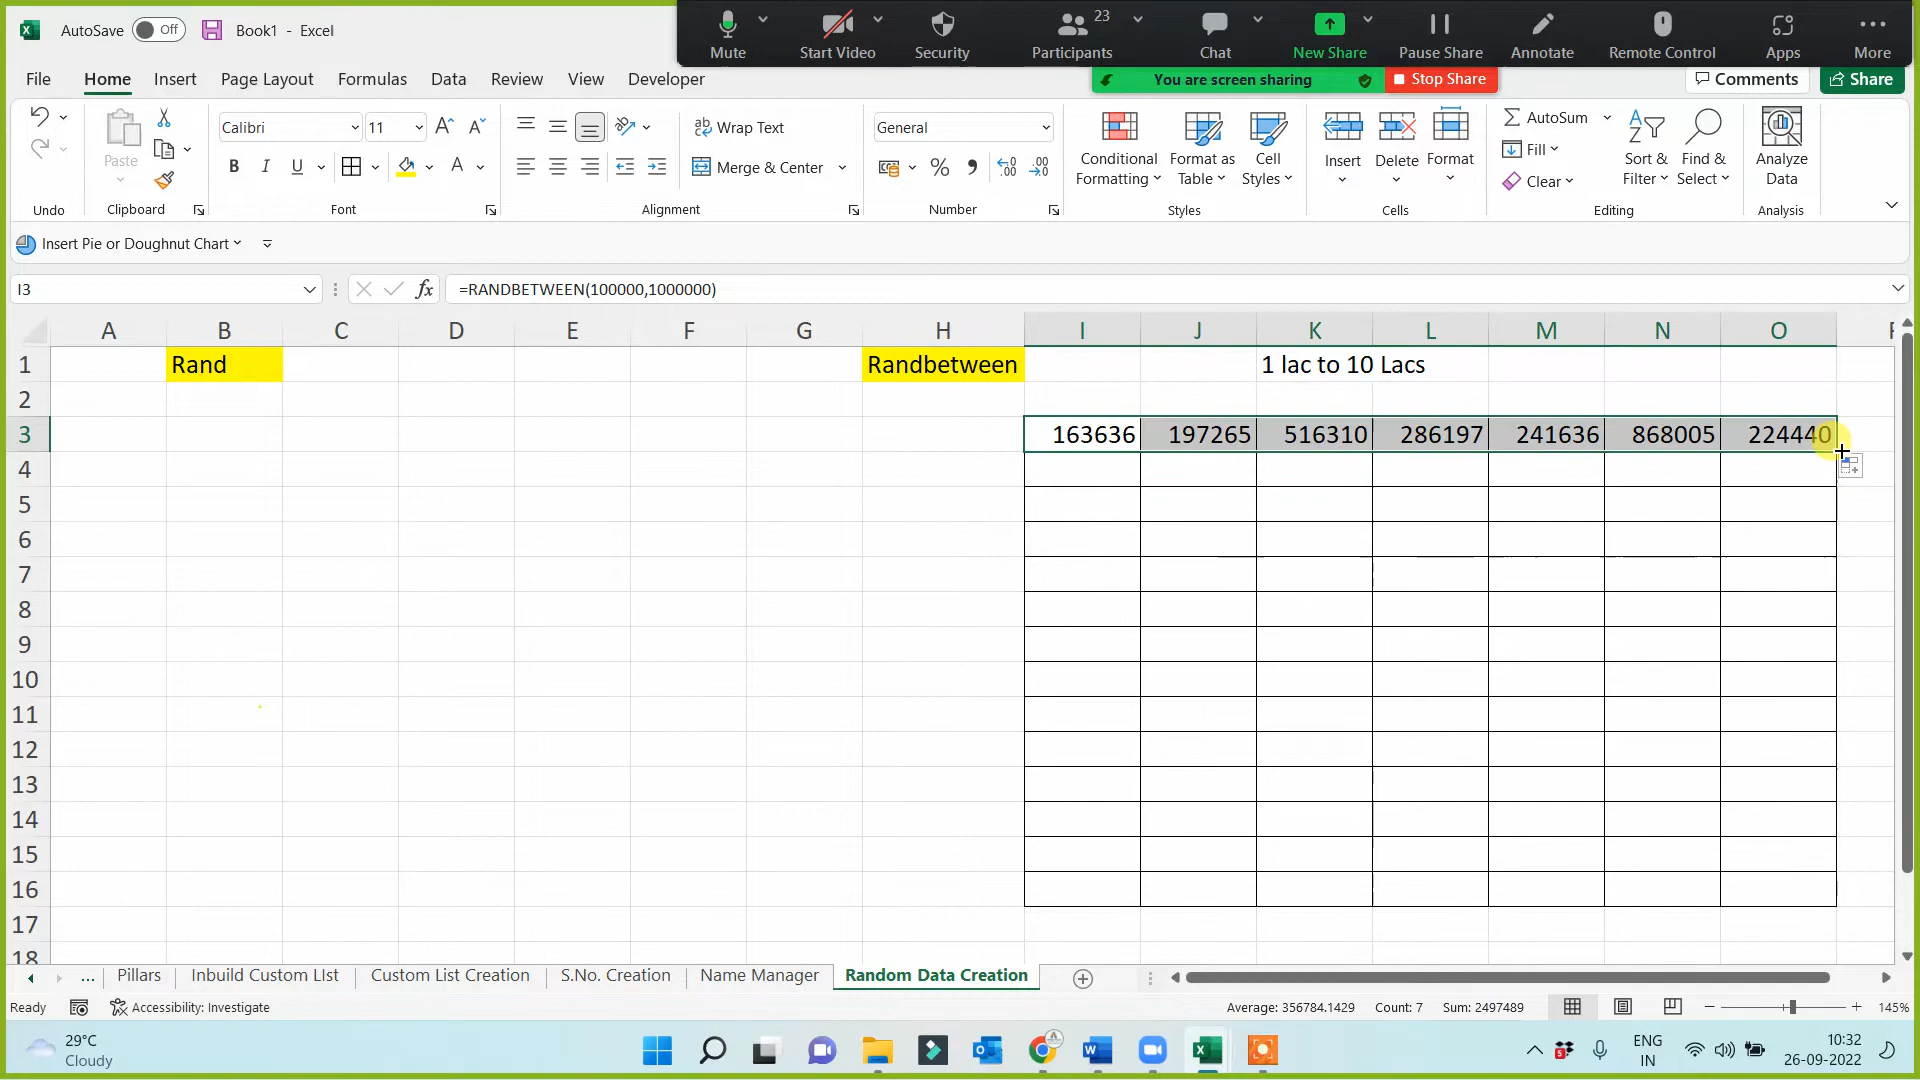 AutoSave Off Book1 - Excel
Mute Start Video Security Participants 23 Chat New Share Pause Share Annotate Remote Control Apps More
File Home Insert Page Layout Formulas Data Review View Developer
You are screen sharing Stop Share
Comments Share
Paste
Calibri 11
B I U A
ab Wrap Text
Merge & Center
General
Conditional Formatting
Format as Table
Cell Styles
Insert Delete Format
AutoSum
Fill
Clear
Sort & Filter
Find & Select
Analyze Data
Undo Clipboard Font Alignment Number Styles Cells Editing Analysis
Insert Pie or Doughnut Chart
I3 fx =RANDBETWEEN(100000,1000000)
A B C D E F G H I J K L M N O
1 Rand Randbetween 1 lac to 10 Lacs
2
3 163636 197265 516310 286197 241636 868005 224440
4
5
6
7
8
9
10
11
12
13
14
15
16
17
18
... Pillars Inbuild Custom LIst Custom List Creation S.No. Creation Name Manager Random Data Creation
Ready Accessibility: Investigate Average: 356784.1429 Count: 7 Sum: 2497489 145%
29°C
Cloudy
ENG
IN
10:32
26-09-2022